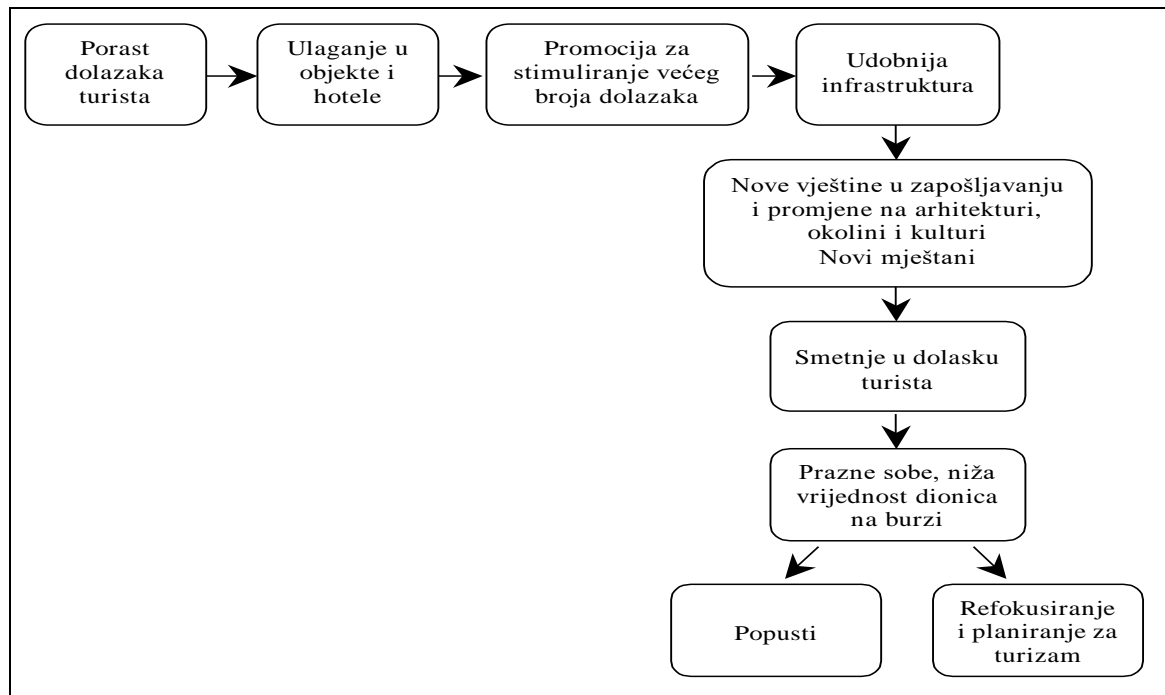 Porast
dolazaka
turista
Ulaganje u
objekte i
hotele
Promocija za
stimuliranje većeg
broja dolazaka
Udobnija
infrastruktura
Nove vještine u zapošljavanju
i promjene na arhitekturi,
okolini i kulturi
Novi mještani
Smetnje u dolasku
turista
Prazne sobe, niža
vrijednost dionica
na burzi
Popusti
Refokusiranje
i planiranje za
turizam